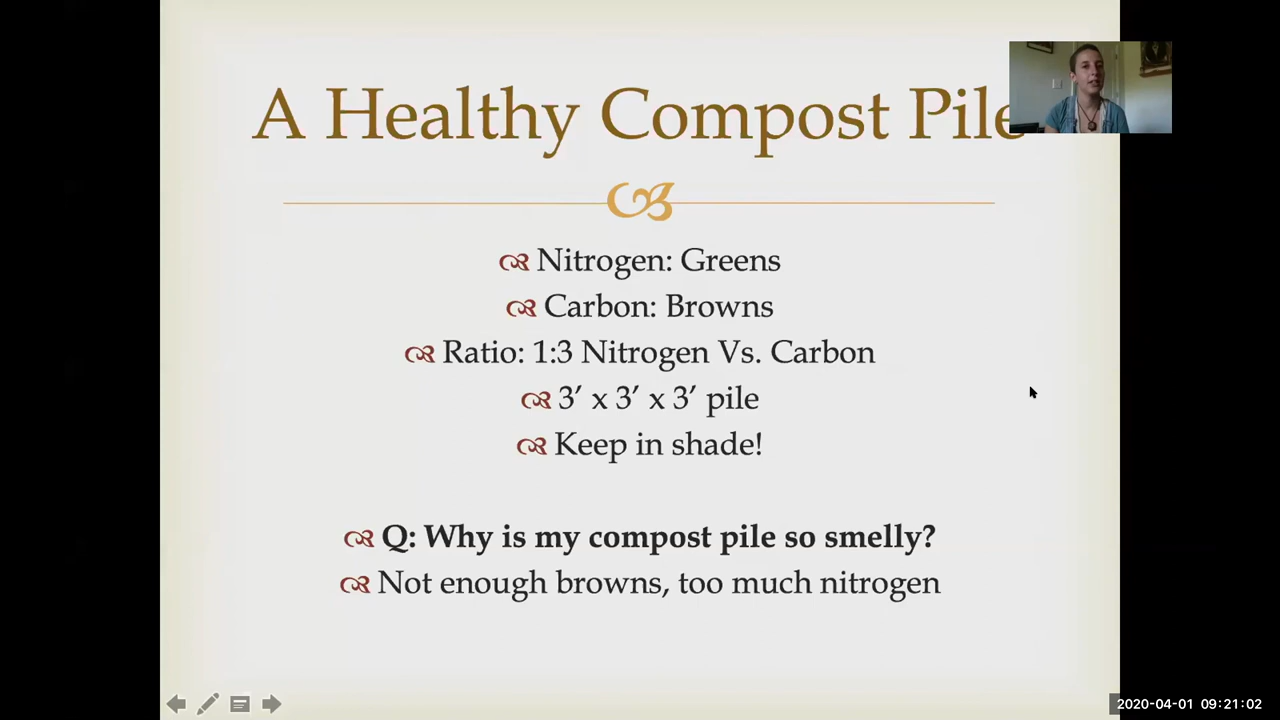 A Healthy Compost Pile
Nitrogen: Greens
Carbon: Browns
Ratio: 1:3 Nitrogen Vs. Carbon
3′ x 3′ x 3′ pile
Keep in shade!
Q: Why is my compost pile so smelly?
Not enough browns, too much nitrogen
2020-04-01 09:21:02